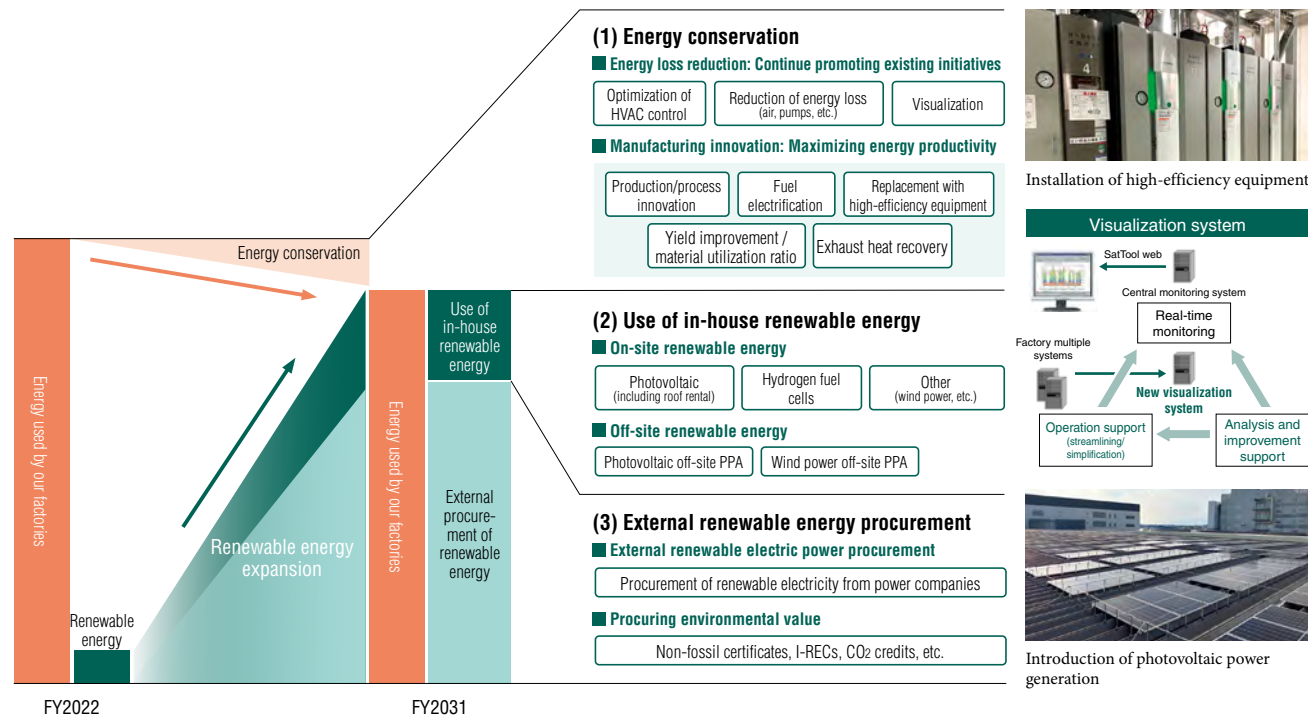 (1) Energy conservation
Energy loss reduction: Continue promoting existing initiatives
Optimization of
HVAC control
Reduction of energy loss
(air, pumps, etc.)
Visualization
Manufacturing innovation: Maximizing energy productivity
Production/process
innovation
Fuel
electrification
Replacement with
high-efficiency equipment
Yield improvement /
material utilization ratio
Exhaust heat recovery
(2) Use of in-house renewable energy
On-site renewable energy
Photovoltaic
(including roof rental)
Hydrogen fuel
cells
Other
(wind power, etc.)
Off-site renewable energy
Photovoltaic off-site PPA
Wind power off-site PPA
(3) External renewable energy procurement
External renewable electric power procurement
Procurement of renewable electricity from power companies
Procuring environmental value
Non-fossil certificates, I-RECs, CO2 credits, etc.
Energy used by our factories
Energy conservation
Renewable
energy
Renewable energy
expansion
Energy used by our factories
Use of
in-house
renewable
energy
External
procure-
ment of
renewable
energy
FY2022
FY2031
4
Installation of high-efficiency equipment
Visualization system
SatTool web
Central monitoring system
Real-time
monitoring
Factory multiple
systems
New visualization
system
Operation support
(streamlining/
simplification)
Analysis and
improvement
support
Introduction of photovoltaic power
generation